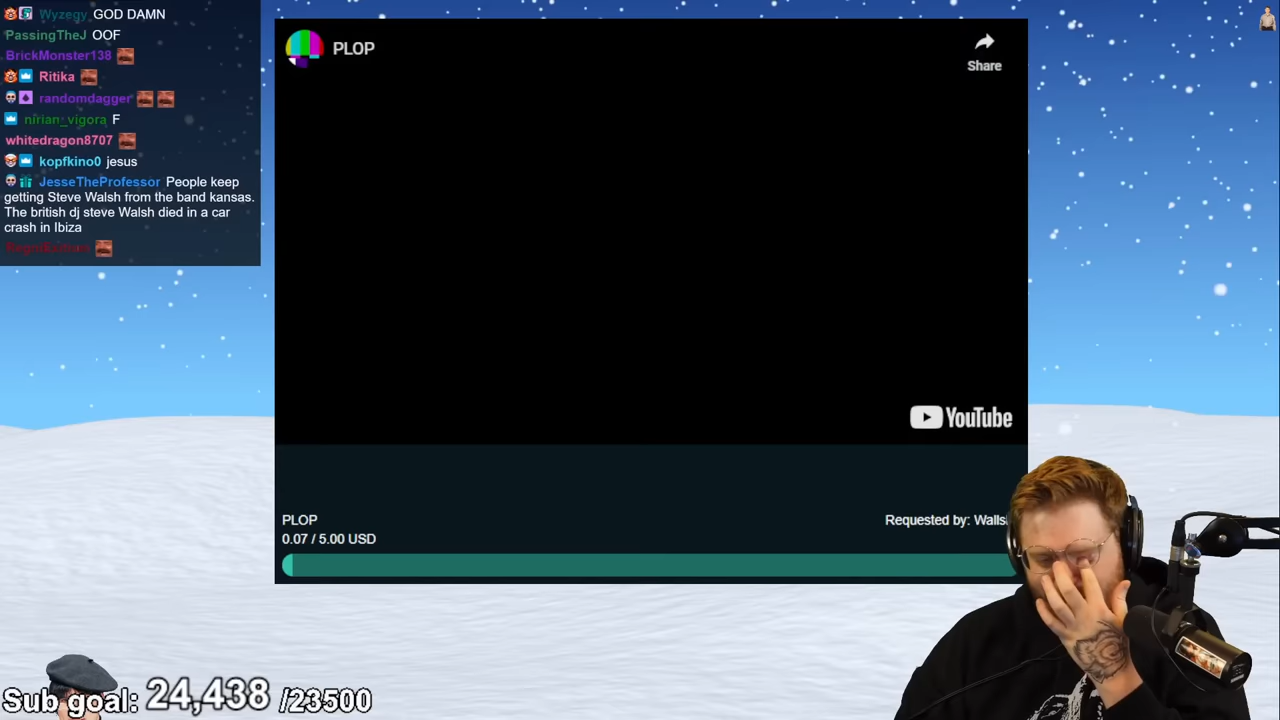 Wyzegy GOD DAMN
PassingTheJ OOF
BrickMonster138
Ritika
randomdagger
nirian_vigora F
whitedragon8707
kopfkino0 jesus
JesseTheProfessor People keep
getting Steve Walsh from the band kansas.
The british dj steve Walsh died in a car
crash in Ibiza
PLOP
Share
YouTube
PLOP
Requested by: Walls
0.07 / 5.00 USD
Sub goal: 24,438 /23500